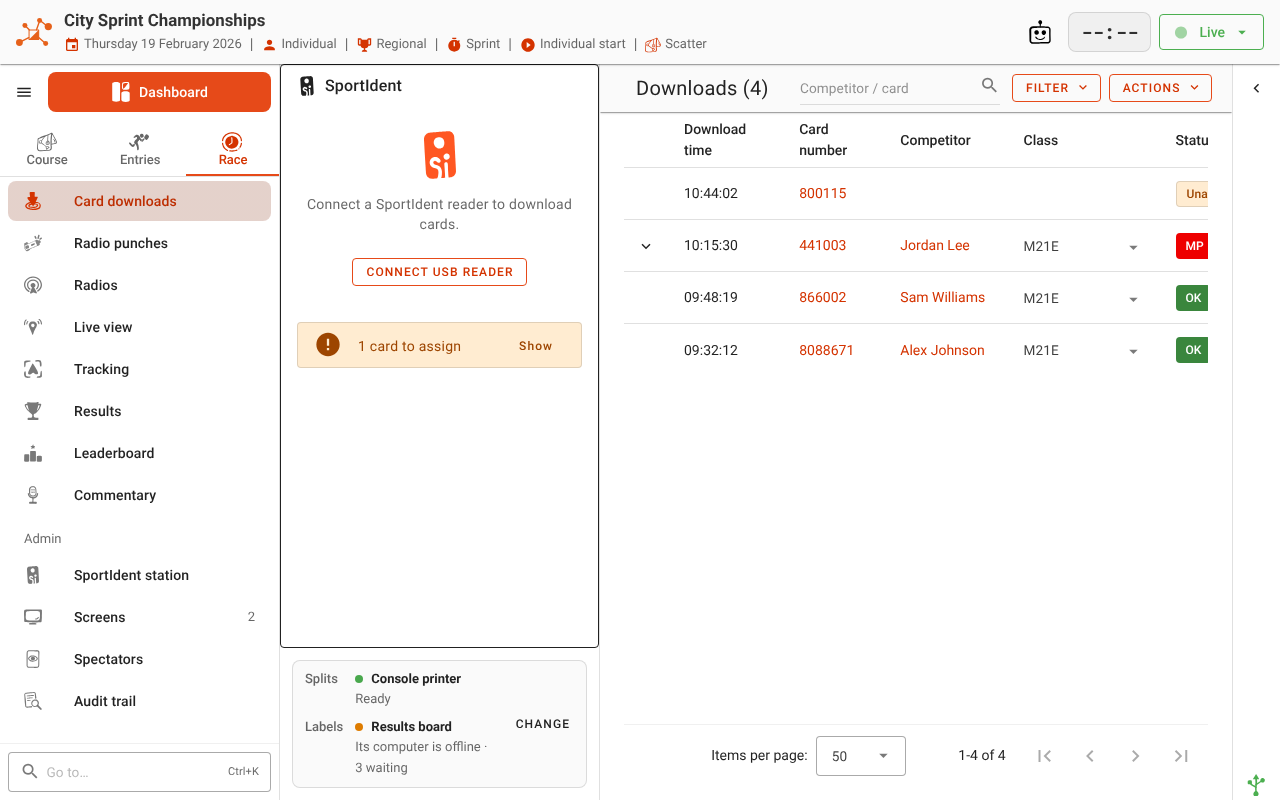 City Sprint Championships
Thursday 19 February 2026 | Individual | Regional | Sprint | Individual start | Scatter
--:--
Live
Dashboard
Course
Entries
Race
Card downloads
Radio punches
Radios
Live view
Tracking
Results
Leaderboard
Commentary
Admin
SportIdent station
Screens 2
Spectators
Audit trail
Go to... Ctrl+K
SportIdent
si
Connect a SportIdent reader to download
cards.
CONNECT USB READER
1 card to assign Show
Splits Console printer
Ready
Labels Results board CHANGE
Its computer is offline ·
3 waiting
Downloads (4)
Competitor / card
FILTER
ACTIONS
Download time Card number Competitor Class Statu
10:44:02 800115 Una
10:15:30 441003 Jordan Lee M21E MP
09:48:19 866002 Sam Williams M21E OK
09:32:12 8088671 Alex Johnson M21E OK
Items per page: 50 1-4 of 4